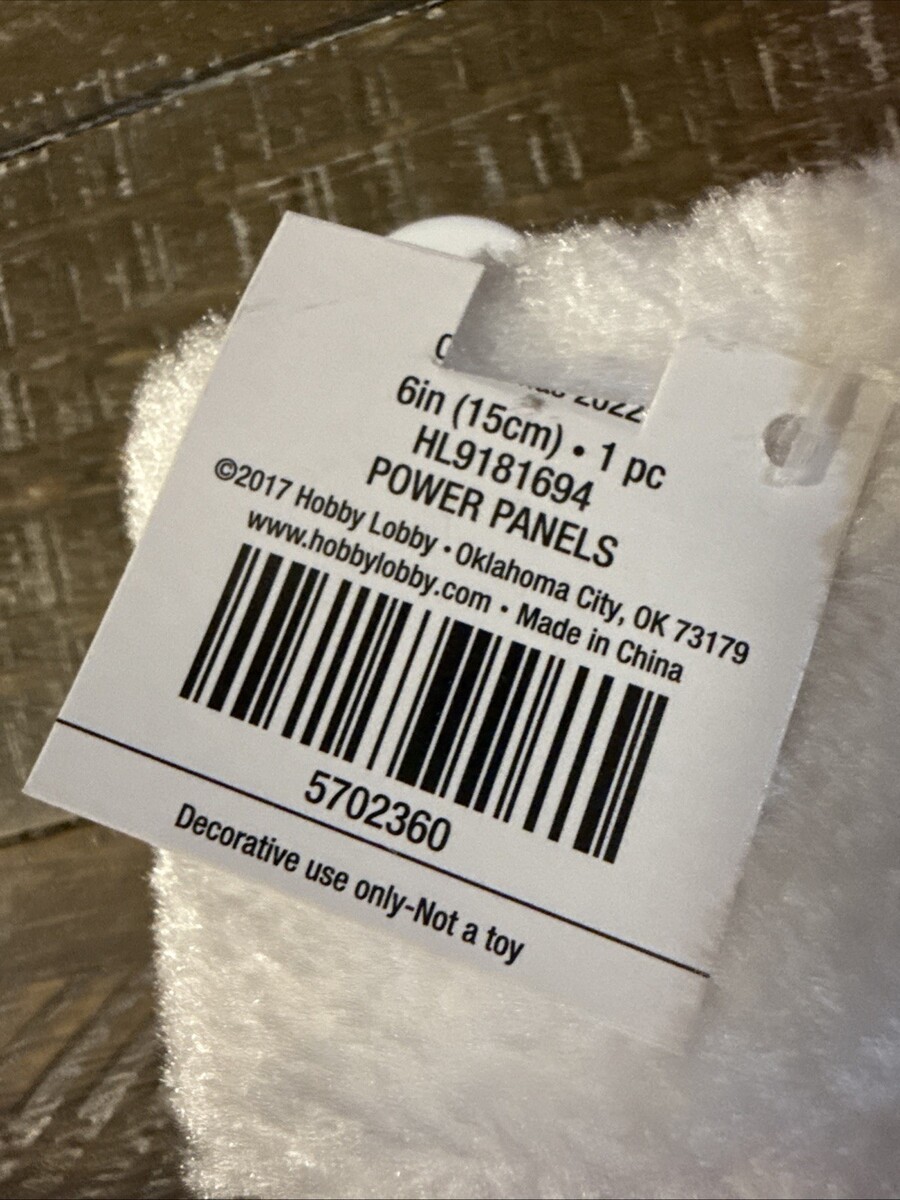 2022
6in (15cm) • 1 pc
HL9181694
POWER PANELS
©2017 Hobby Lobby • Oklahoma City, OK 73179
www.hobbylobby.com • Made in China
5702360
Decorative use only-Not a toy